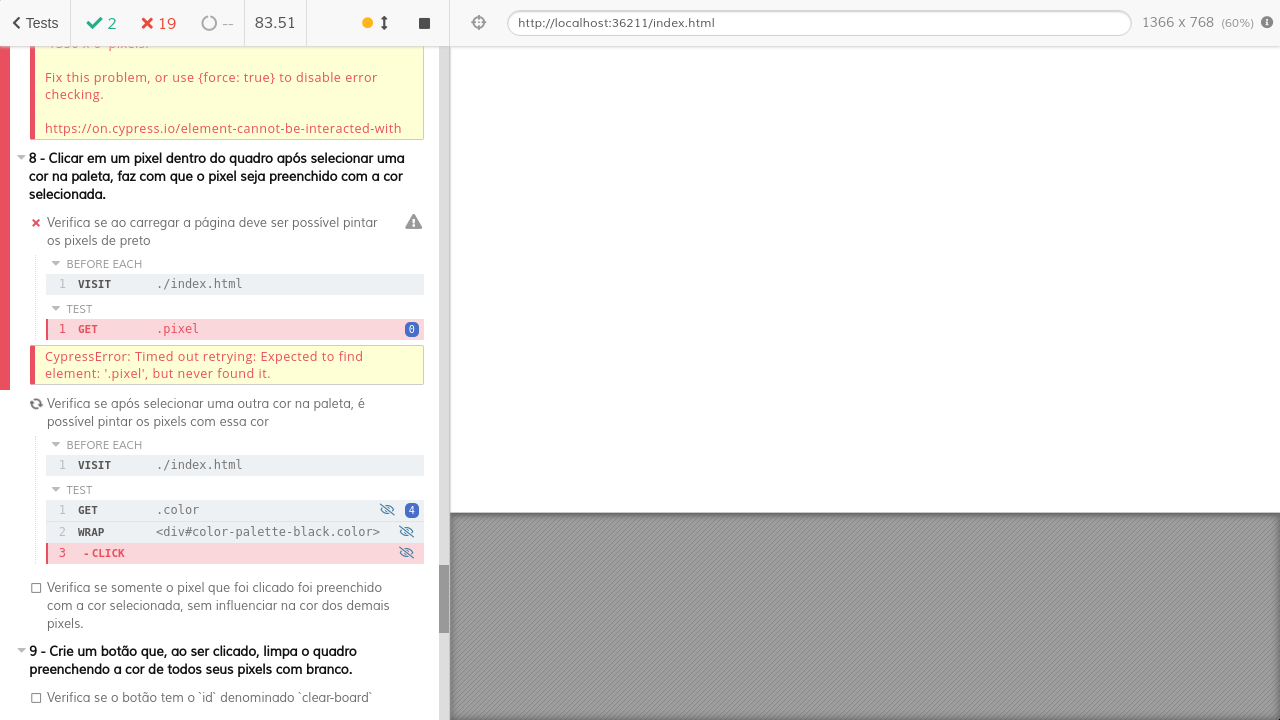 Tests
2
19
--
83.51
http://localhost:36211/index.html
1366 x 768 (60%)
'1336 x 0' pixels.
Fix this problem, or use {force: true} to disable error
checking.
https://on.cypress.io/element-cannot-be-interacted-with
8 - Clicar em um pixel dentro do quadro após selecionar uma
cor na paleta, faz com que o pixel seja preenchido com a cor
selecionada.
Verifica se ao carregar a página deve ser possível pintar
os pixels de preto
BEFORE EACH
1 VISIT ./index.html
TEST
1 GET .pixel 0
CypressError: Timed out retrying: Expected to find
element: '.pixel', but never found it.
Verifica se após selecionar uma outra cor na paleta, é
possível pintar os pixels com essa cor
BEFORE EACH
1 VISIT ./index.html
TEST
1 GET .color 4
2 WRAP <div#color-palette-black.color>
3 - CLICK
Verifica se somente o pixel que foi clicado foi preenchido
com a cor selecionada, sem influenciar na cor dos demais
pixels.
9 - Crie um botão que, ao ser clicado, limpa o quadro
preenchendo a cor de todos seus pixels com branco.
Verifica se o botão tem o `id` denominado `clear-board`